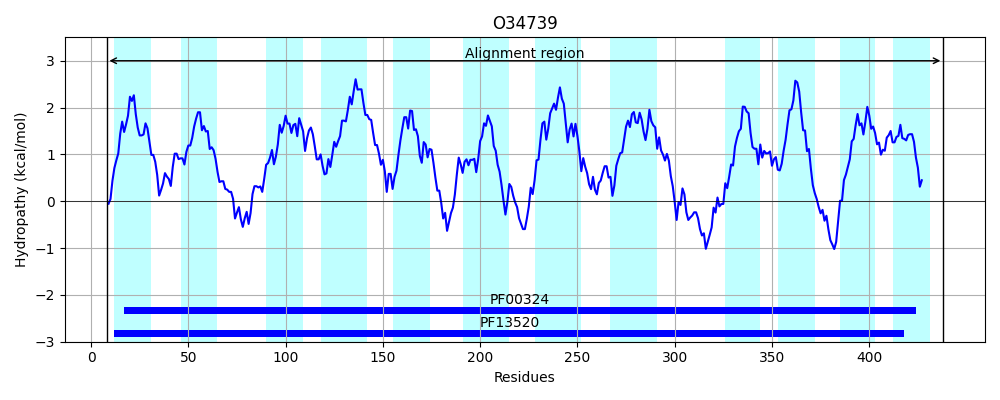 O34739
Alignment region
3
2
1
0
−1
−2
−3
Hydropathy (kcal/mol)
PF00324
PF13520
0 50 100 150 200 250 300 350 400
Residues